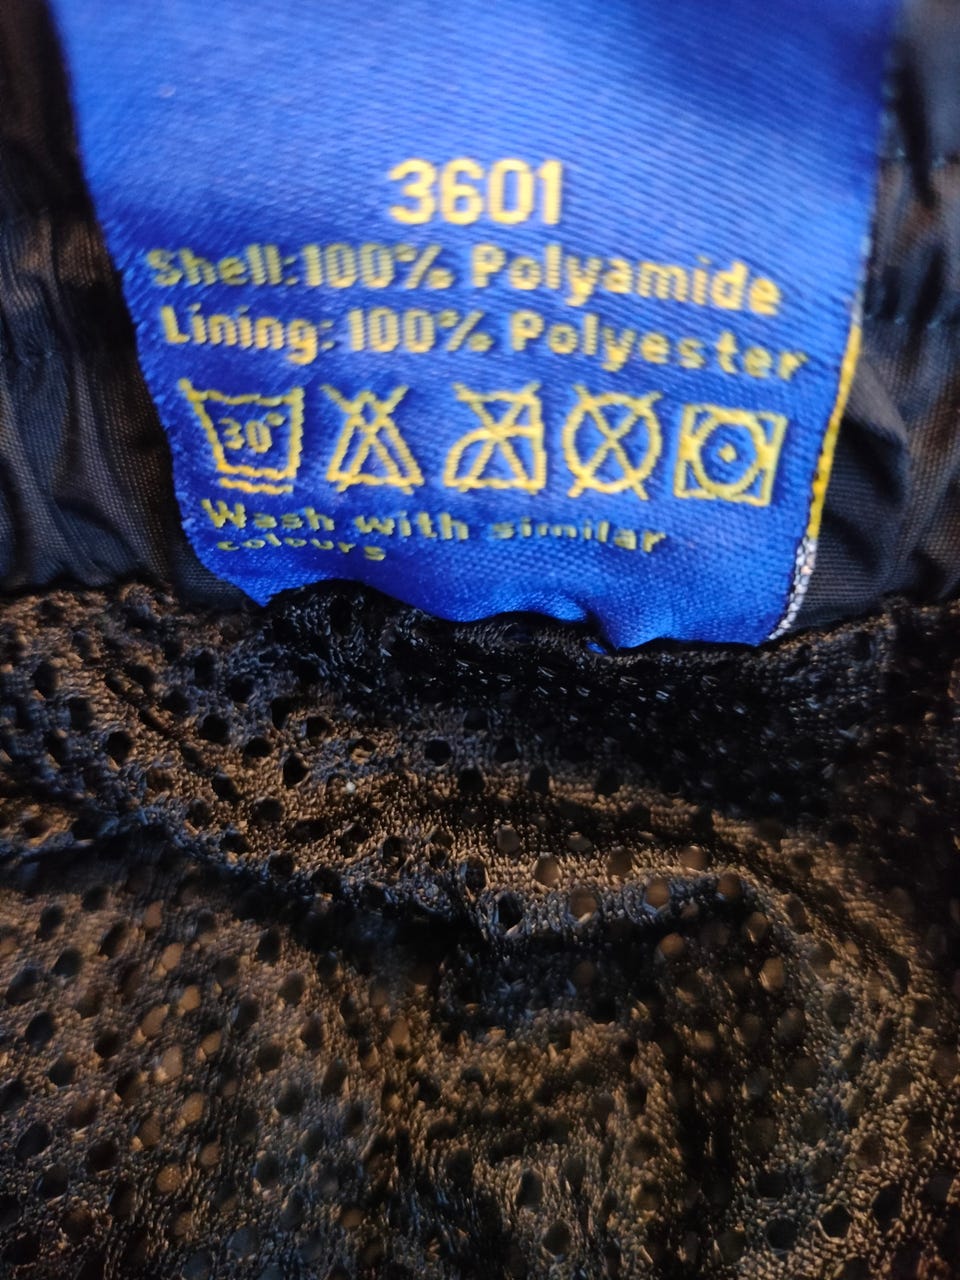 3601
Shell:100% Polyamide
Lining: 100% Polyester
30°
Wash with similar
colours